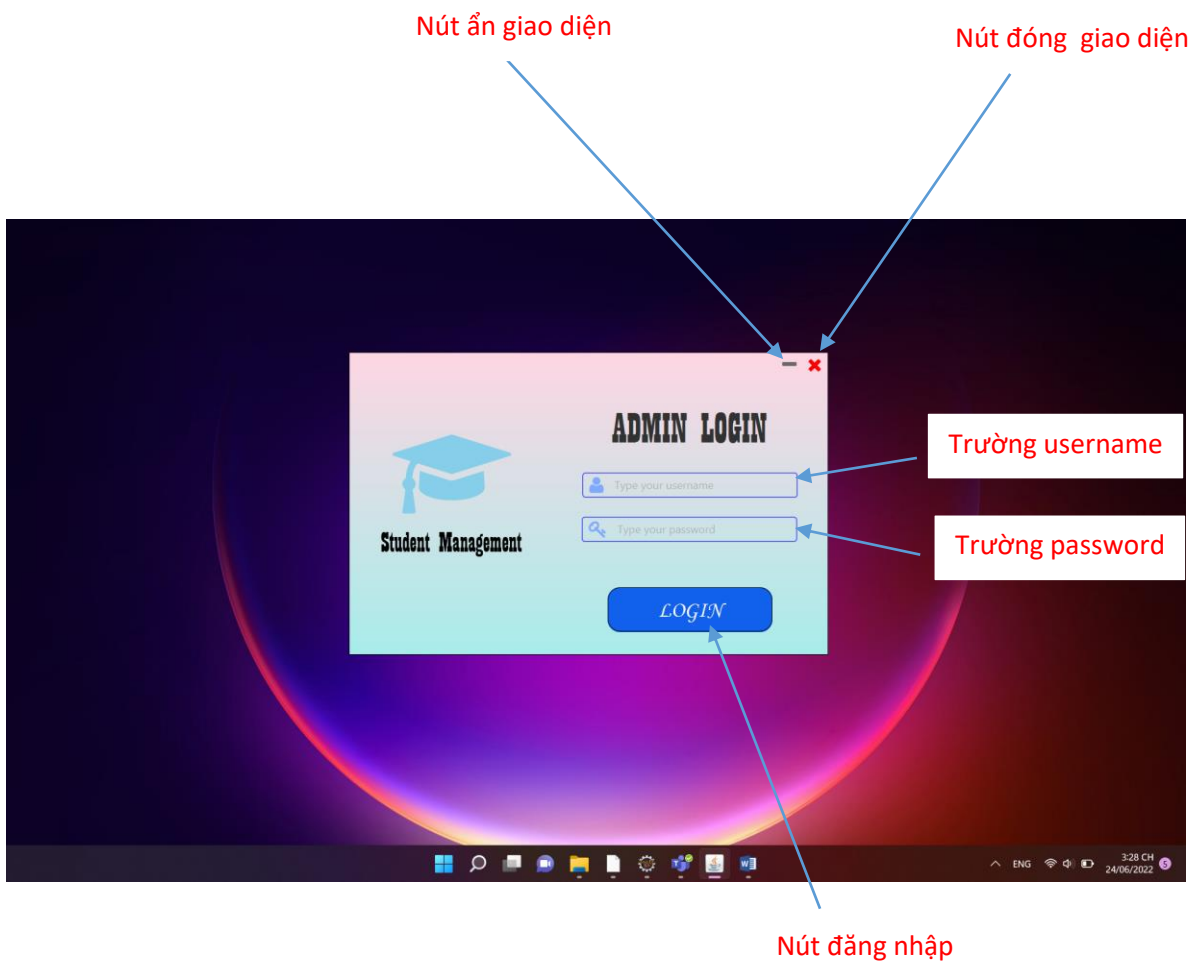 Nút ẩn giao diện
Nút đóng giao diện
ADMIN LOGIN
Trường username
Type your username
Student Management
Type your password
Trường password
LOGIN
ENG
3:28 CH
24/06/2022
5
Nút đăng nhập